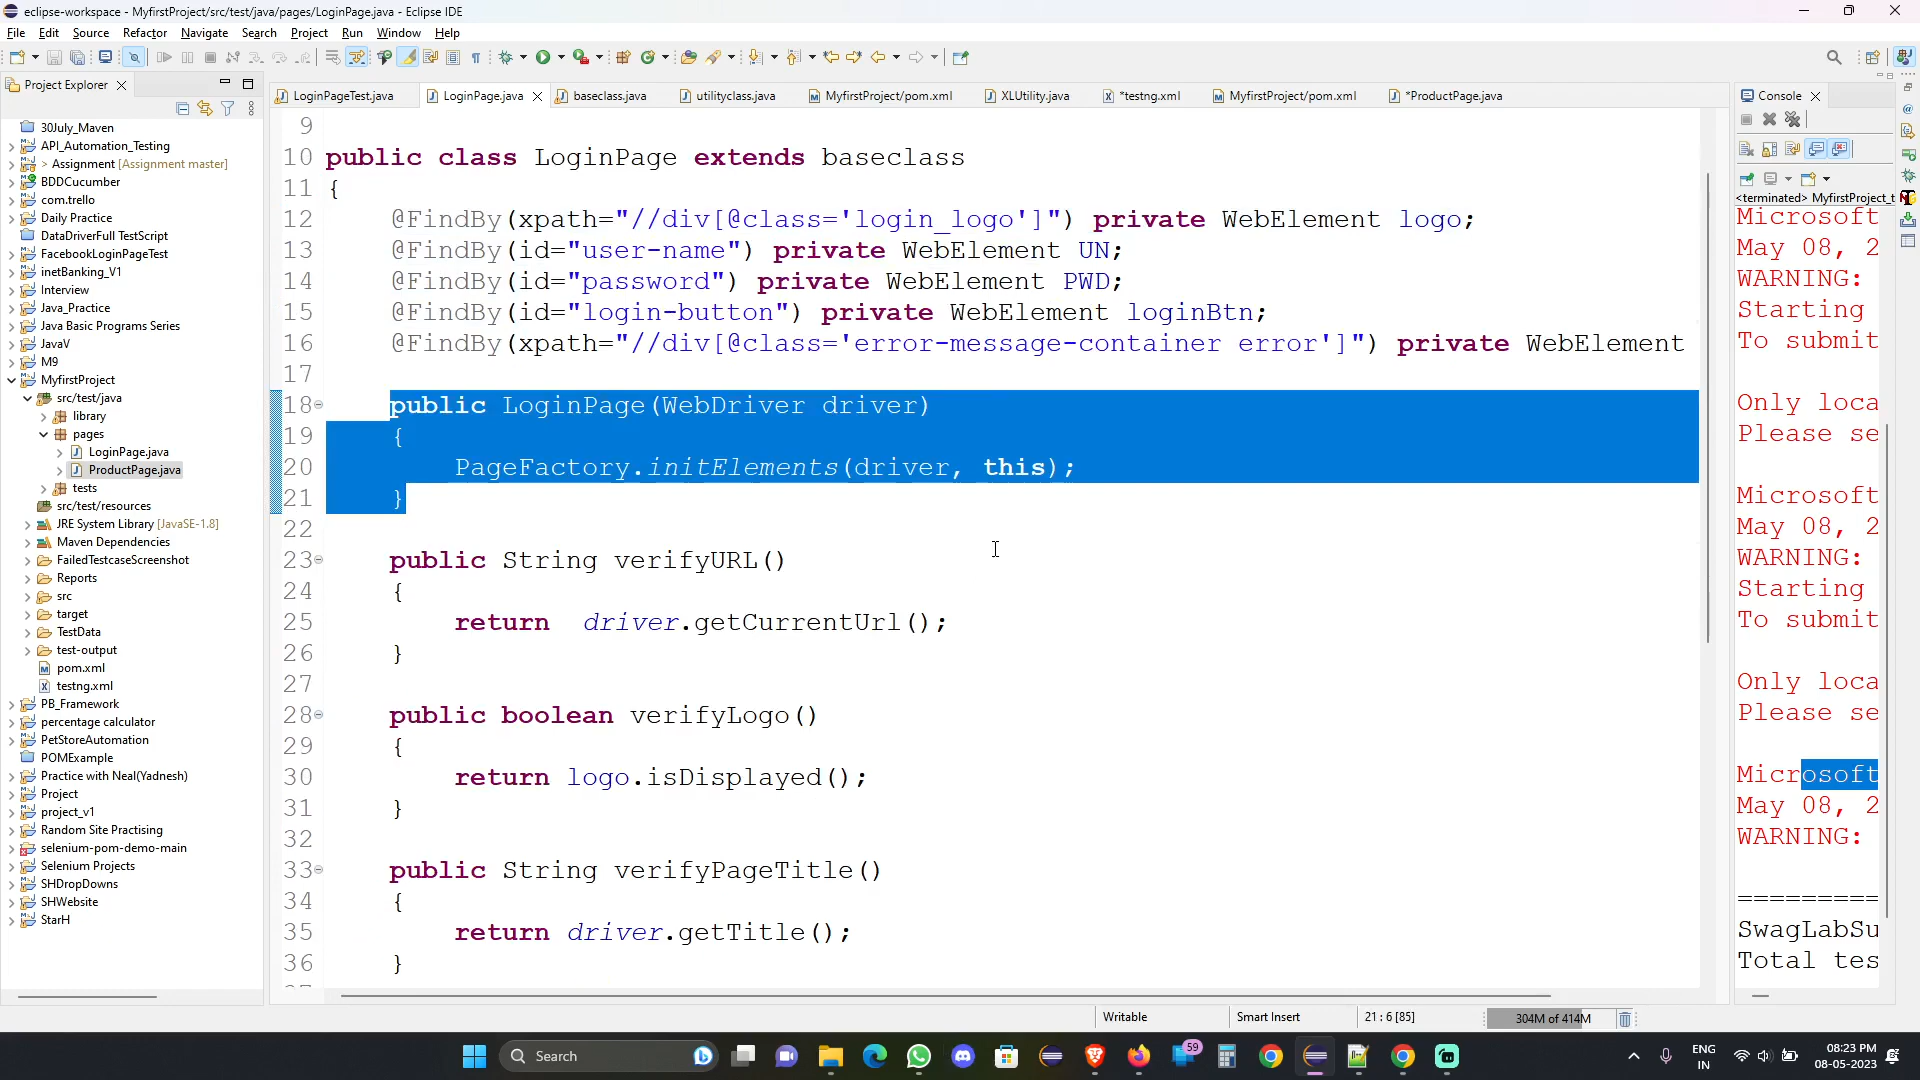 eclipse-workspace - MyfirstProject/src/test/java/pages/LoginPage.java - Eclipse IDE
File Edit Source Refactor Navigate Search Project Run Window Help
Project Explorer
LoginPageTest.java LoginPage.java baseclass.java utilityclass.java MyfirstProject/pom.xml XLUtility.java *testng.xml MyfirstProject/pom.xml *ProductPage.java
Console
<terminated> MyfirstProject_t
30July_Maven
API_Automation_Testing
> Assignment [Assignment master]
BDDCucumber
com.trello
Daily Practice
DataDriverFull TestScript
FacebookLoginPageTest
inetBanking_V1
Interview
Java_Practice
Java Basic Programs Series
JavaV
M9
MyfirstProject
src/test/java
library
pages
LoginPage.java
ProductPage.java
tests
src/test/resources
JRE System Library [JavaSE-1.8]
Maven Dependencies
FailedTestcaseScreenshot
Reports
src
target
TestData
test-output
pom.xml
testng.xml
PB_Framework
percentage calculator
PetStoreAutomation
POMExample
Practice with Neal(Yadnesh)
Project
project_v1
Random Site Practising
selenium-pom-demo-main
Selenium Projects
SHDropDowns
SHWebsite
StarH
9
10 public class LoginPage extends baseclass
11 {
12 @FindBy(xpath="//div[@class='login_logo']") private WebElement logo;
13 @FindBy(id="user-name") private WebElement UN;
14 @FindBy(id="password") private WebElement PWD;
15 @FindBy(id="login-button") private WebElement loginBtn;
16 @FindBy(xpath="//div[@class='error-message-container error']") private WebElement
17
18 public LoginPage(WebDriver driver)
19 {
20 PageFactory.initElements(driver, this);
21 }
22
23 public String verifyURL()
24 {
25 return driver.getCurrentUrl();
26 }
27
28 public boolean verifyLogo()
29 {
30 return logo.isDisplayed();
31 }
32
33 public String verifyPageTitle()
34 {
35 return driver.getTitle();
36 }
Microsoft
May 08, 2
WARNING:
Starting
To submit
Only loca
Please se
Microsoft
May 08, 2
WARNING:
Starting
To submit
Only loca
Please se
Microsoft
May 08, 2
WARNING:
=========
SwagLabSu
Total tes
Writable Smart Insert 21 : 6 [85] 304M of 414M
Search
59
ENG
IN
08:23 PM
08-05-2023